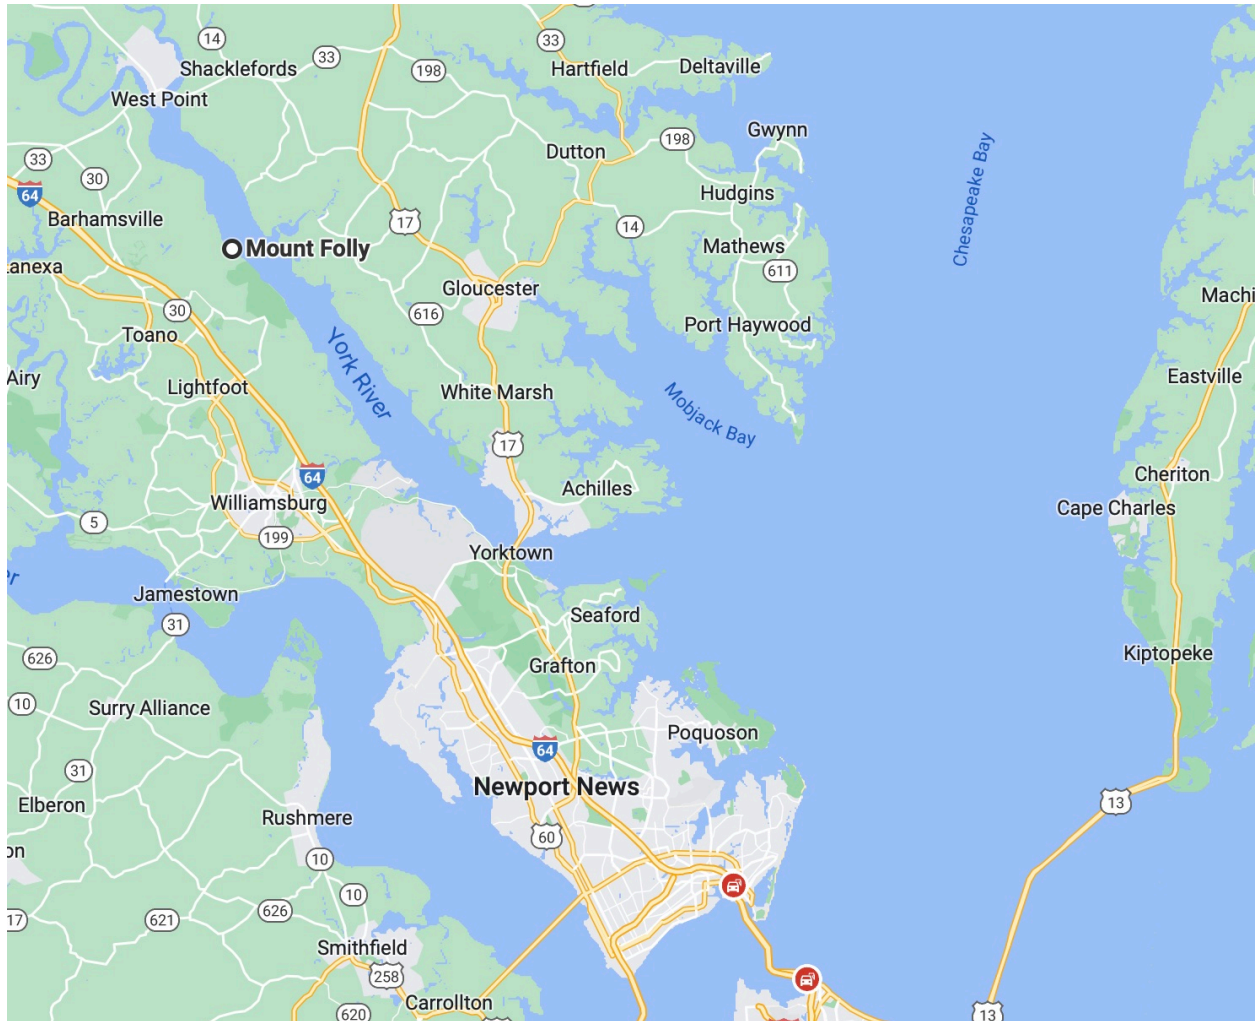 14
33
33
198
Shacklefords
Hartfield
Deltaville
West Point
Gwynn
198
Dutton
33
30
64
Hudgins
Barhamsville
17
14
Chesapeake Bay
Mount Folly
Mathews
611
Lanexa
Gloucester
Machi
30
616
Toano
Port Haywood
York River
Airy
Lightfoot
White Marsh
Eastville
Mobjack Bay
17
64
Cheriton
Williamsburg
Achilles
Cape Charles
5
199
Yorktown
er
Jamestown
31
Seaford
626
Grafton
Kiptopeke
10
Surry Alliance
Poquoson
64
31
Newport News
Elberon
13
Rushmere
60
on
10
10
17
621
626
Smithfield
258
Carrollton
620
13